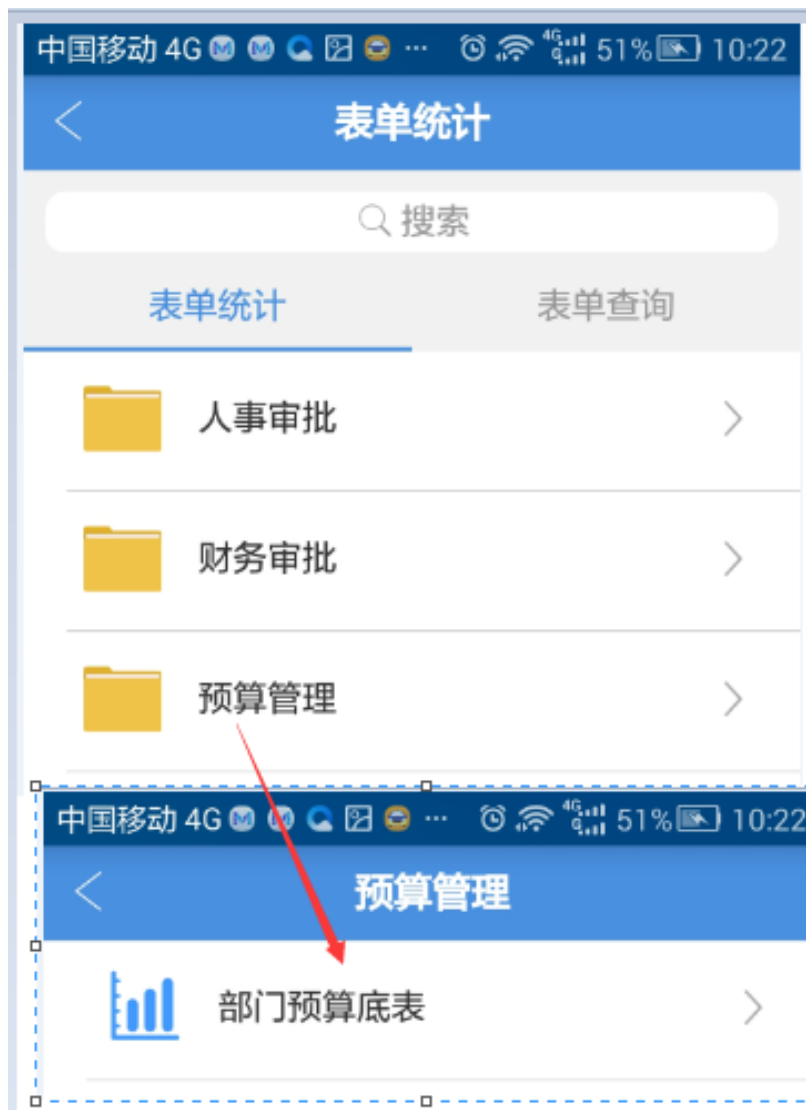 中国移动 4G ··· 4G G 51% 10:22
表单统计
搜索
表单统计 表单查询
人事审批
财务审批
预算管理
中国移动 4G ··· 4G G 51% 10:22
预算管理
部门预算底表